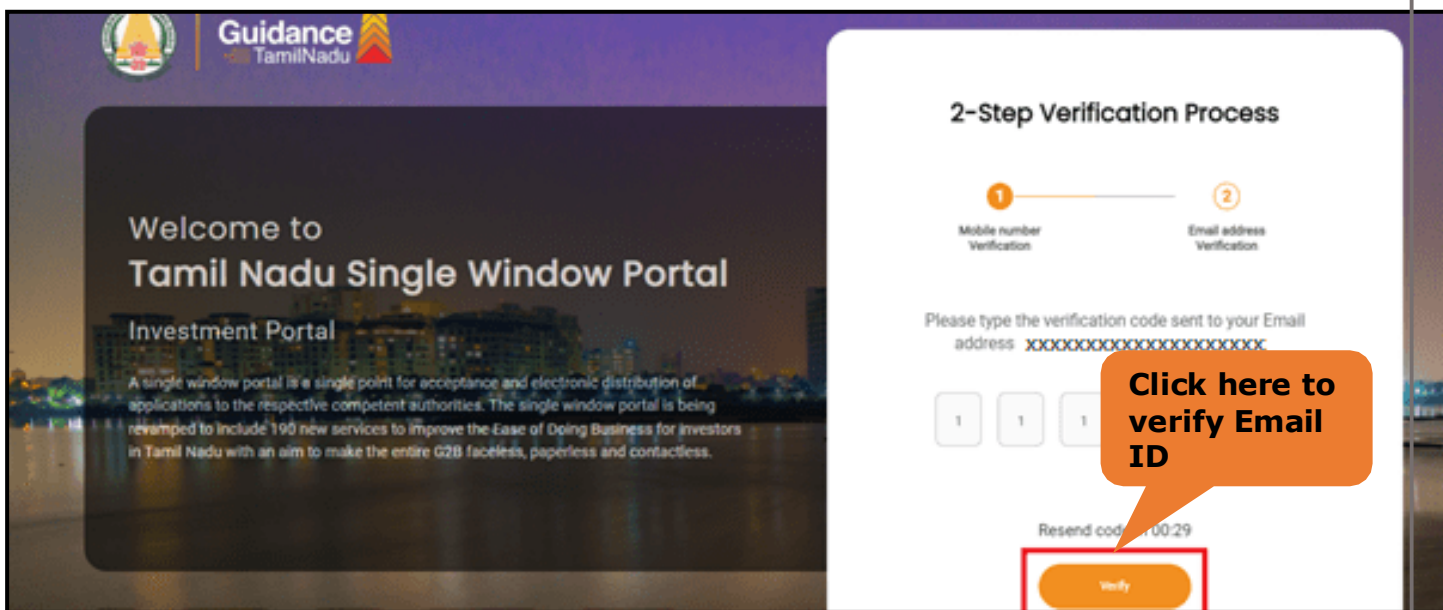 Guidance
TamilNadu
Welcome to
Tamil Nadu Single Window Portal
Investment Portal
A single window portal is a single point for acceptance and electronic distribution of
applications to the respective competent authorities. The single window portal is being
revamped to include 190 new services to improve the Ease of Doing Business for investors
in Tamil Nadu with an aim to make the entire G2B faceless, paperless and contactless.
2-Step Verification Process
1
2
Mobile number
Verification
Email address
Verification
Please type the verification code sent to your Email
address XXXXXXXXXXXXXXXXXXXXX
1 1 1
Click here to
verify Email
ID
Resend code 00:29
Verify